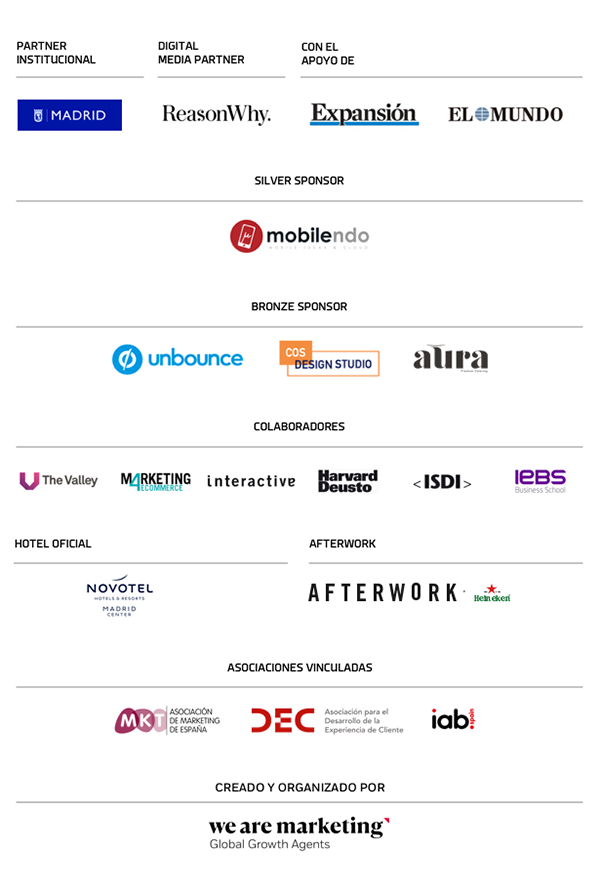 PARTNER
INSTITUCIONAL
DIGITAL
MEDIA PARTNER
CON EL
APOYO DE
MADRID
ReasonWhy.
Expansión
EL MUNDO
SILVER SPONSOR
mobilendo
BRONZE SPONSOR
unbounce
COS
DESIGN STUDIO
aura
COLABORADORES
The Valley
M4RKETING
ECOMMERCE
interactive
Harvard
Deusto
<ISDI>
IEBS
Business School
HOTEL OFICIAL
AFTERWORK
NOVOTEL
HOTELS & RESORTS
MADRID
CENTER
AFTERWORK
Heineken
ASOCIACIONES VINCULADAS
MKT
ASOCIACIÓN
DE MARKETING
DE ESPAÑA
DEC
Asociación para el
Desarrollo de la
Experiencia de Cliente
iab:
spain
CREADO Y ORGANIZADO POR
we are marketing
Global Growth Agents